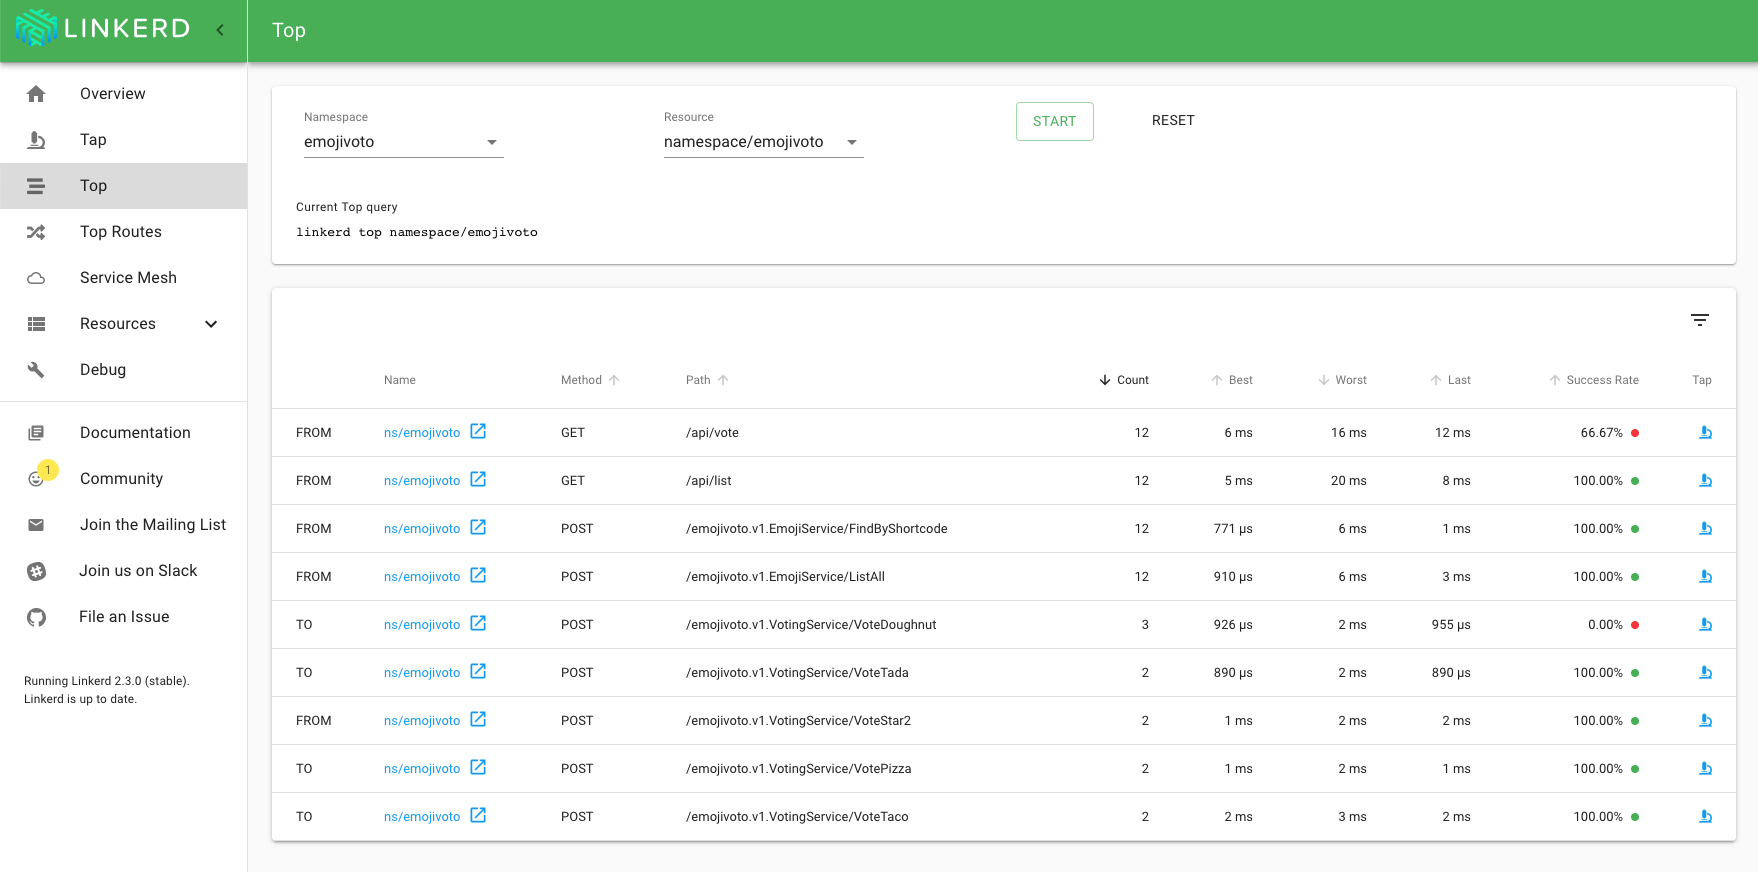 LINKERD
Top
Overview
Tap
Top
Top Routes
Service Mesh
Resources
Debug
Documentation
1
Community
Join the Mailing List
Join us on Slack
File an Issue
Running Linkerd 2.3.0 (stable).
Linkerd is up to date.
Namespace
emojivoto
Resource
namespace/emojivoto
START
RESET
Current Top query
linkerd top namespace/emojivoto
Name Method Path Count Best Worst Last Success Rate Tap
FROM ns/emojivoto GET /api/vote 12 6 ms 16 ms 12 ms 66.67%
FROM ns/emojivoto GET /api/list 12 5 ms 20 ms 8 ms 100.00%
FROM ns/emojivoto POST /emojivoto.v1.EmojiService/FindByShortcode 12 771 µs 6 ms 1 ms 100.00%
FROM ns/emojivoto POST /emojivoto.v1.EmojiService/ListAll 12 910 µs 6 ms 3 ms 100.00%
TO ns/emojivoto POST /emojivoto.v1.VotingService/VoteDoughnut 3 926 µs 2 ms 955 µs 0.00%
TO ns/emojivoto POST /emojivoto.v1.VotingService/VoteTada 2 890 µs 2 ms 890 µs 100.00%
FROM ns/emojivoto POST /emojivoto.v1.VotingService/VoteStar2 2 1 ms 2 ms 2 ms 100.00%
TO ns/emojivoto POST /emojivoto.v1.VotingService/VotePizza 2 1 ms 2 ms 1 ms 100.00%
TO ns/emojivoto POST /emojivoto.v1.VotingService/VoteTaco 2 2 ms 3 ms 2 ms 100.00%